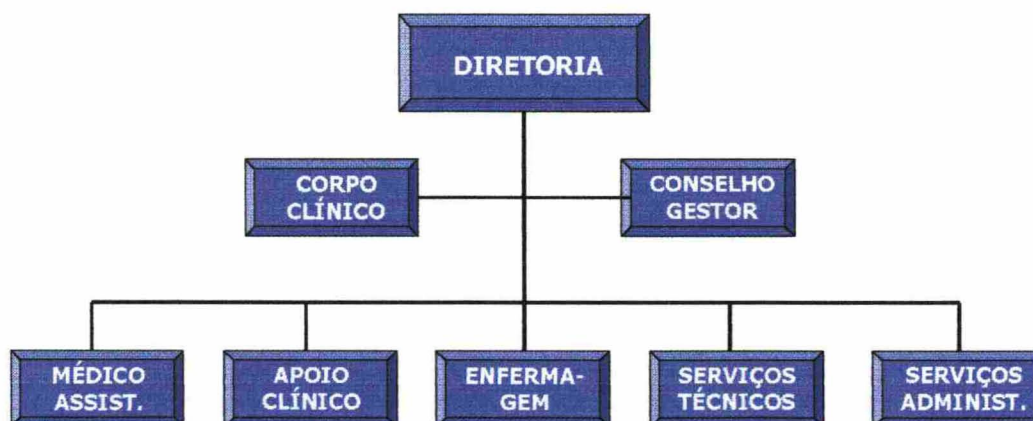 DIRETORIA
CORPO
CLÍNICO
CONSELHO
GESTOR
MÉDICO
ASSIST.
APOIO
CLÍNICO
ENFERMA-
GEM
SERVIÇOS
TÉCNICOS
SERVIÇOS
ADMINIST.